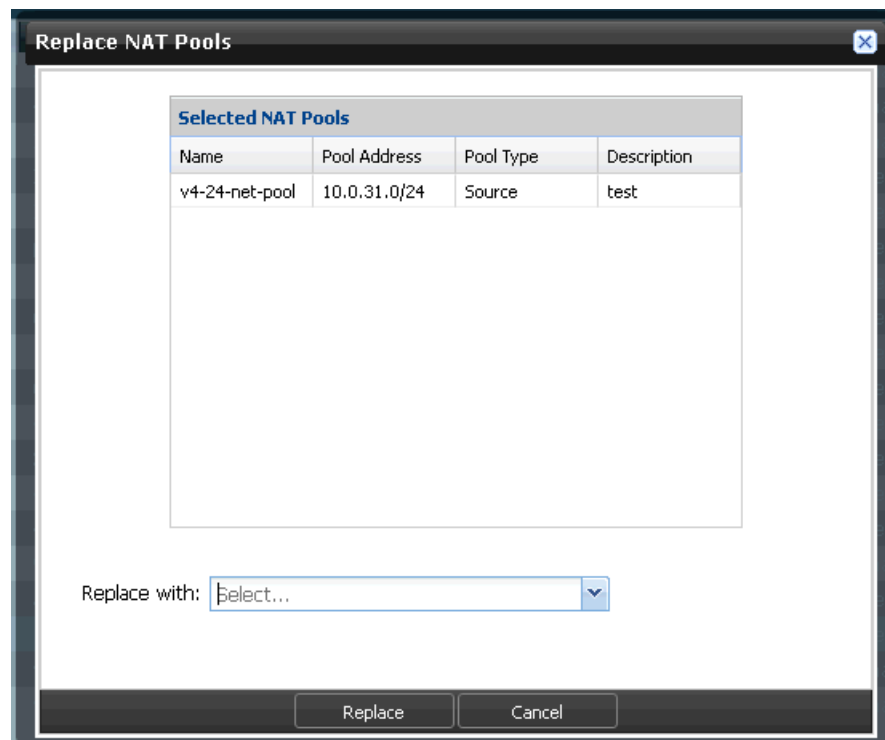 Replace NAT Pools
Selected NAT Pools
Name Pool Address Pool Type Description
v4-24-net-pool 10.0.31.0/24 Source test
Replace with: Select...
Replace Cancel